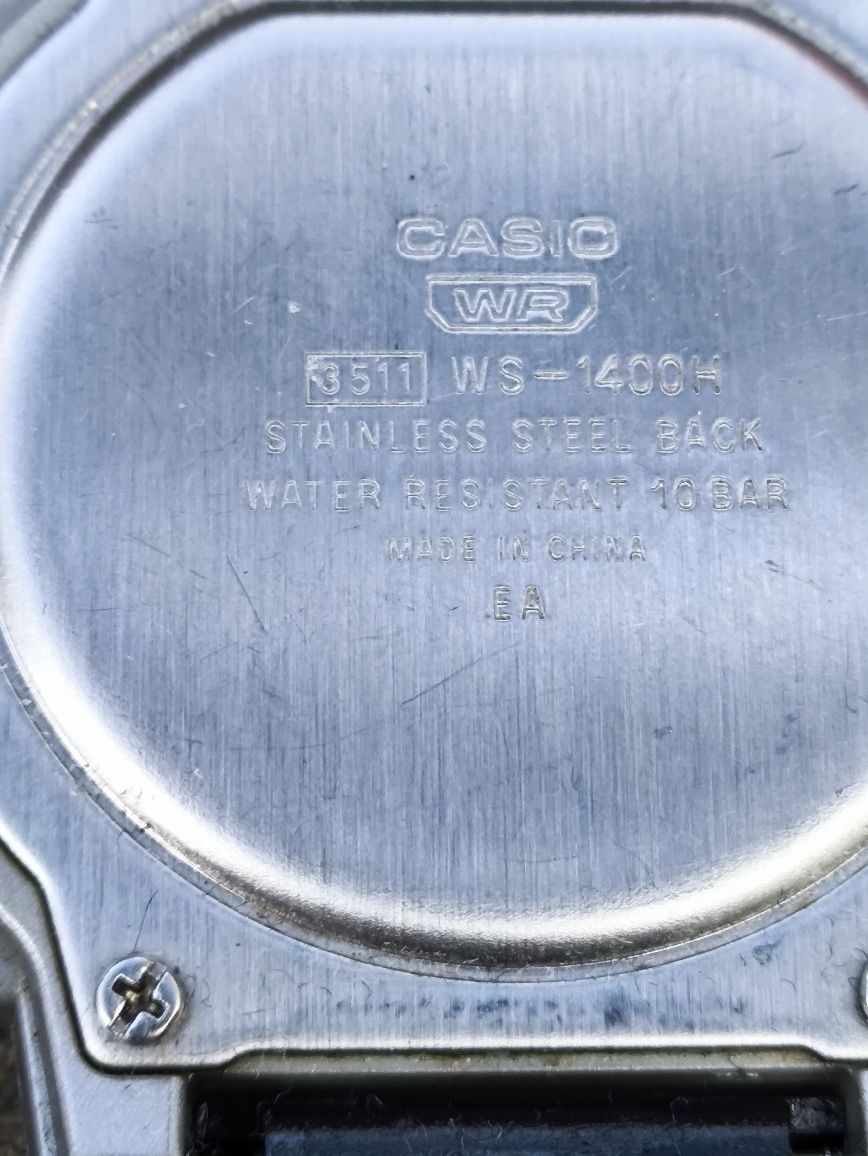 CASIO
WR
3511 WS-1400H
STAINLESS STEEL BACK
WATER RESISTANT 10 BAR
MADE IN CHINA
EA